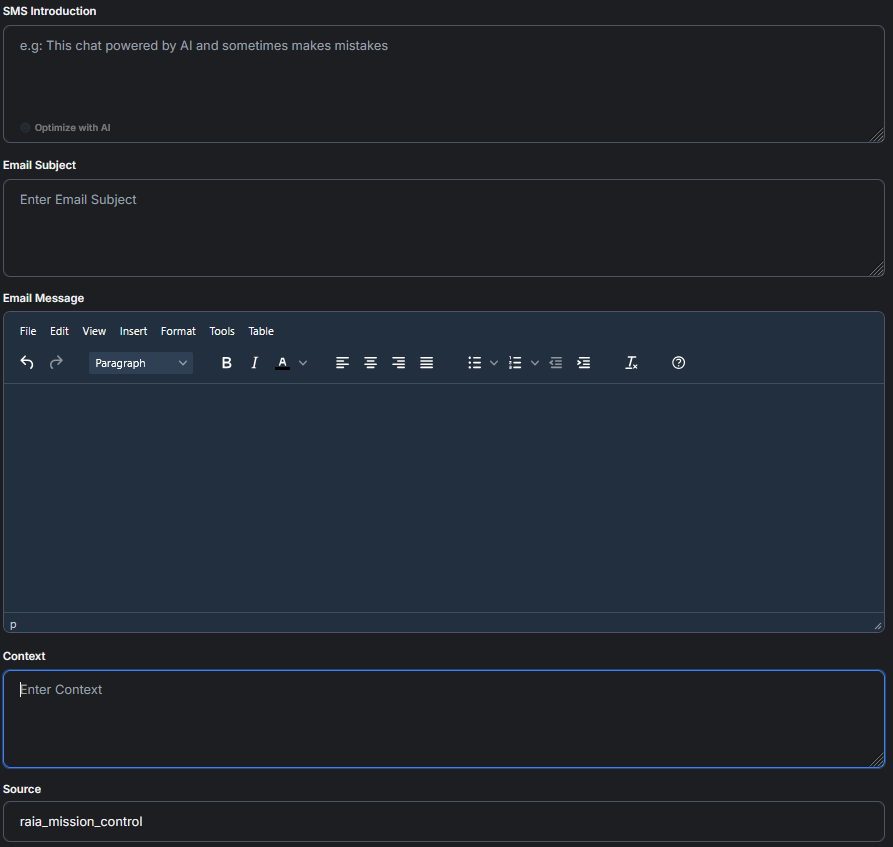 SMS Introduction
e.g: This chat powered by AI and sometimes makes mistakes
Optimize with AI
Email Subject
Enter Email Subject
Email Message
File Edit View Insert Format Tools Table
Paragraph B I A
p
Context
Enter Context
Source
raia_mission_control